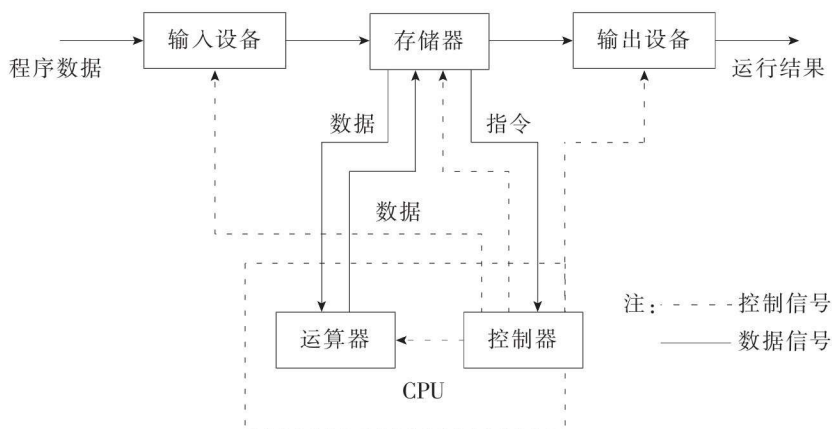 输入设备
存储器
输出设备
程序数据
运行结果
数据
指令
数据
注：
控制信号
数据信号
运算器
控制器
CPU